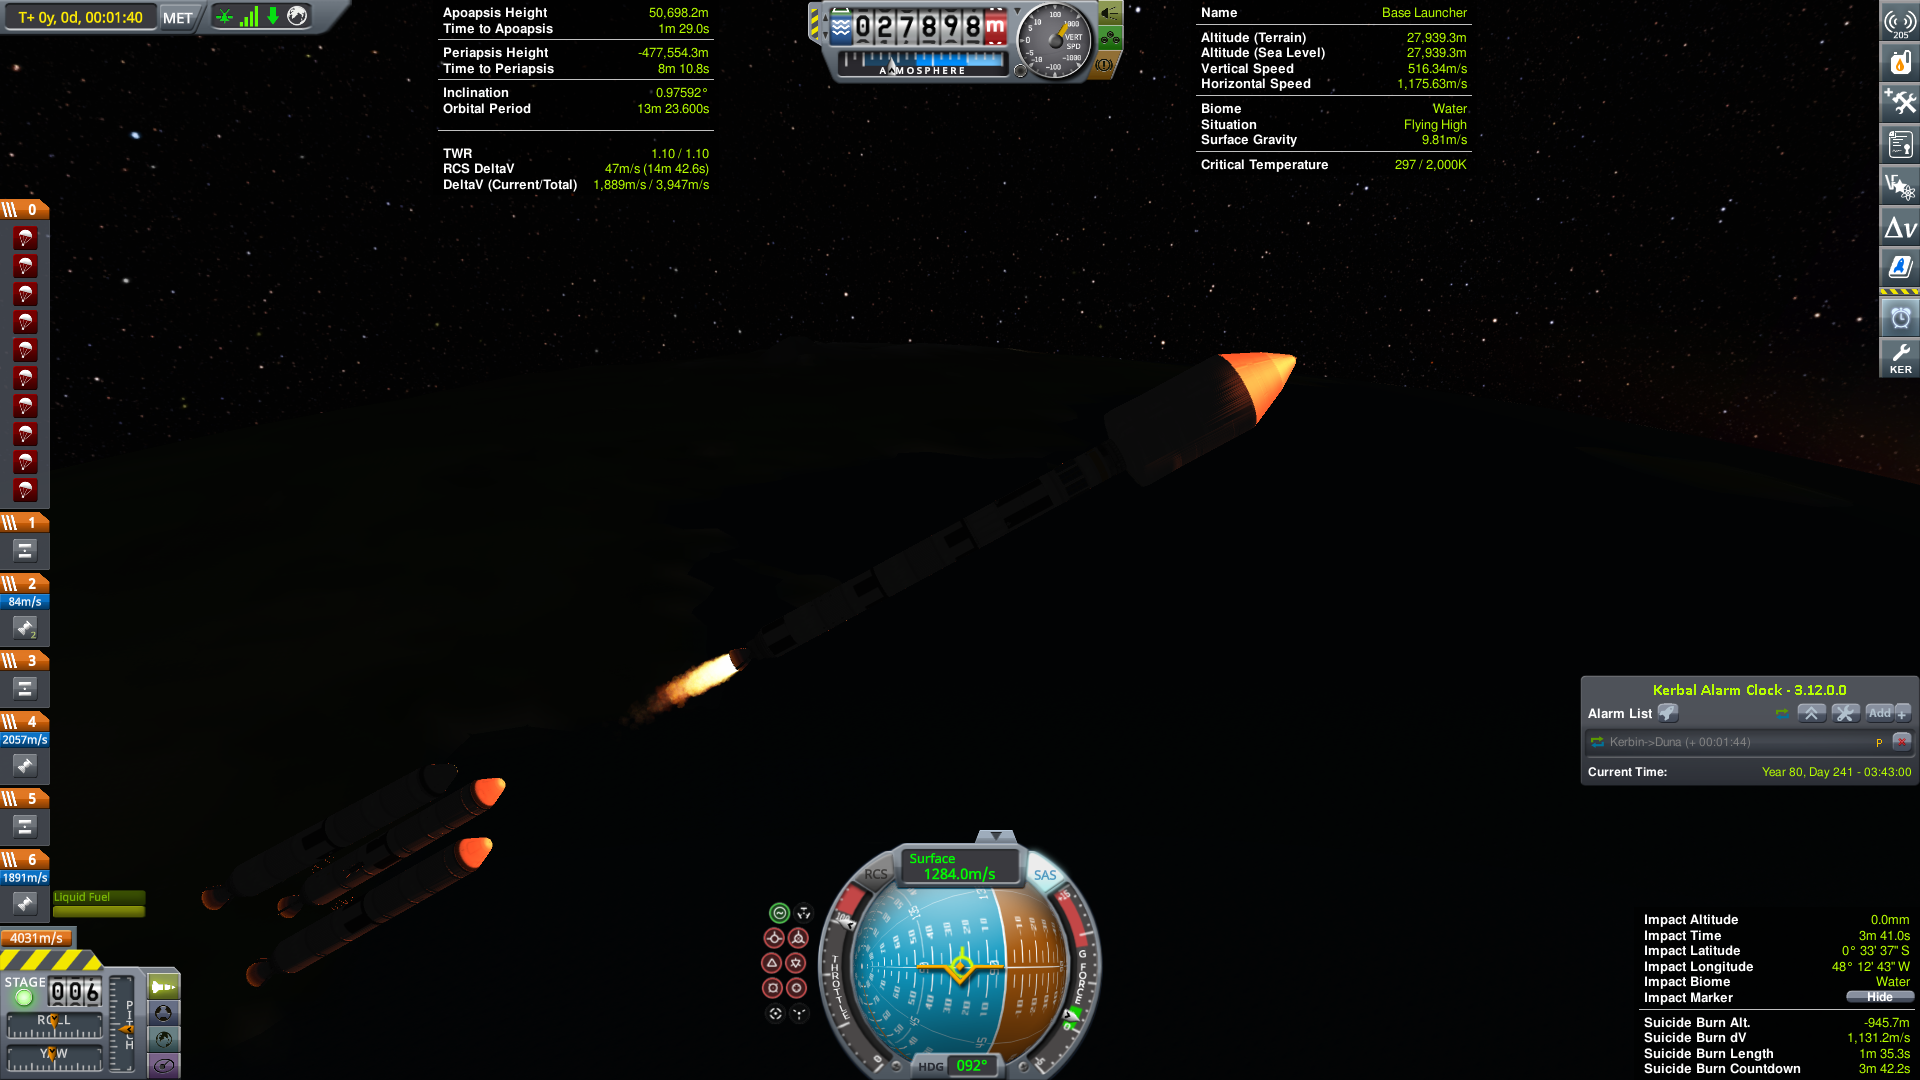 T+ 0y, 0d, 00:01:40 MET
Apoapsis Height 50,698.2m
Time to Apoapsis 1m 29.0s
Periapsis Height -477,554.3m
Time to Periapsis 8m 10.8s
Inclination 0.97592°
Orbital Period 13m 23.600s
TWR 1.10 / 1.10
RCS DeltaV 47m/s (14m 42.6s)
DeltaV (Current/Total) 1,889m/s / 3,947m/s
027898 m
ATMOSPHERE
VERT SPD
Name Base Launcher
Altitude (Terrain) 27,939.3m
Altitude (Sea Level) 27,939.3m
Vertical Speed 516.34m/s
Horizontal Speed 1,175.63m/s
Biome Water
Situation Flying High
Surface Gravity 9.81m/s
Critical Temperature 297 / 2,000K
205
Δv
KER
0
1
2
84m/s
2
3
4
2057m/s
5
6
1891m/s
Liquid Fuel
4031m/s
STAGE 006
ROLL
YAW
PITCH
Kerbal Alarm Clock - 3.12.0.0
Alarm List Add +
Kerbin->Duna (+ 00:01:44) P
Current Time: Year 80, Day 241 - 03:43:00
Surface
1284.0m/s
RCS SAS
THROTTLE
G FORCE
HDG 092°
Impact Altitude 0.0mm
Impact Time 3m 41.0s
Impact Latitude 0° 33' 37" S
Impact Longitude 48° 12' 43" W
Impact Biome Water
Impact Marker Hide
Suicide Burn Alt. -945.7m
Suicide Burn dV 1,131.2m/s
Suicide Burn Length 1m 35.3s
Suicide Burn Countdown 3m 42.2s